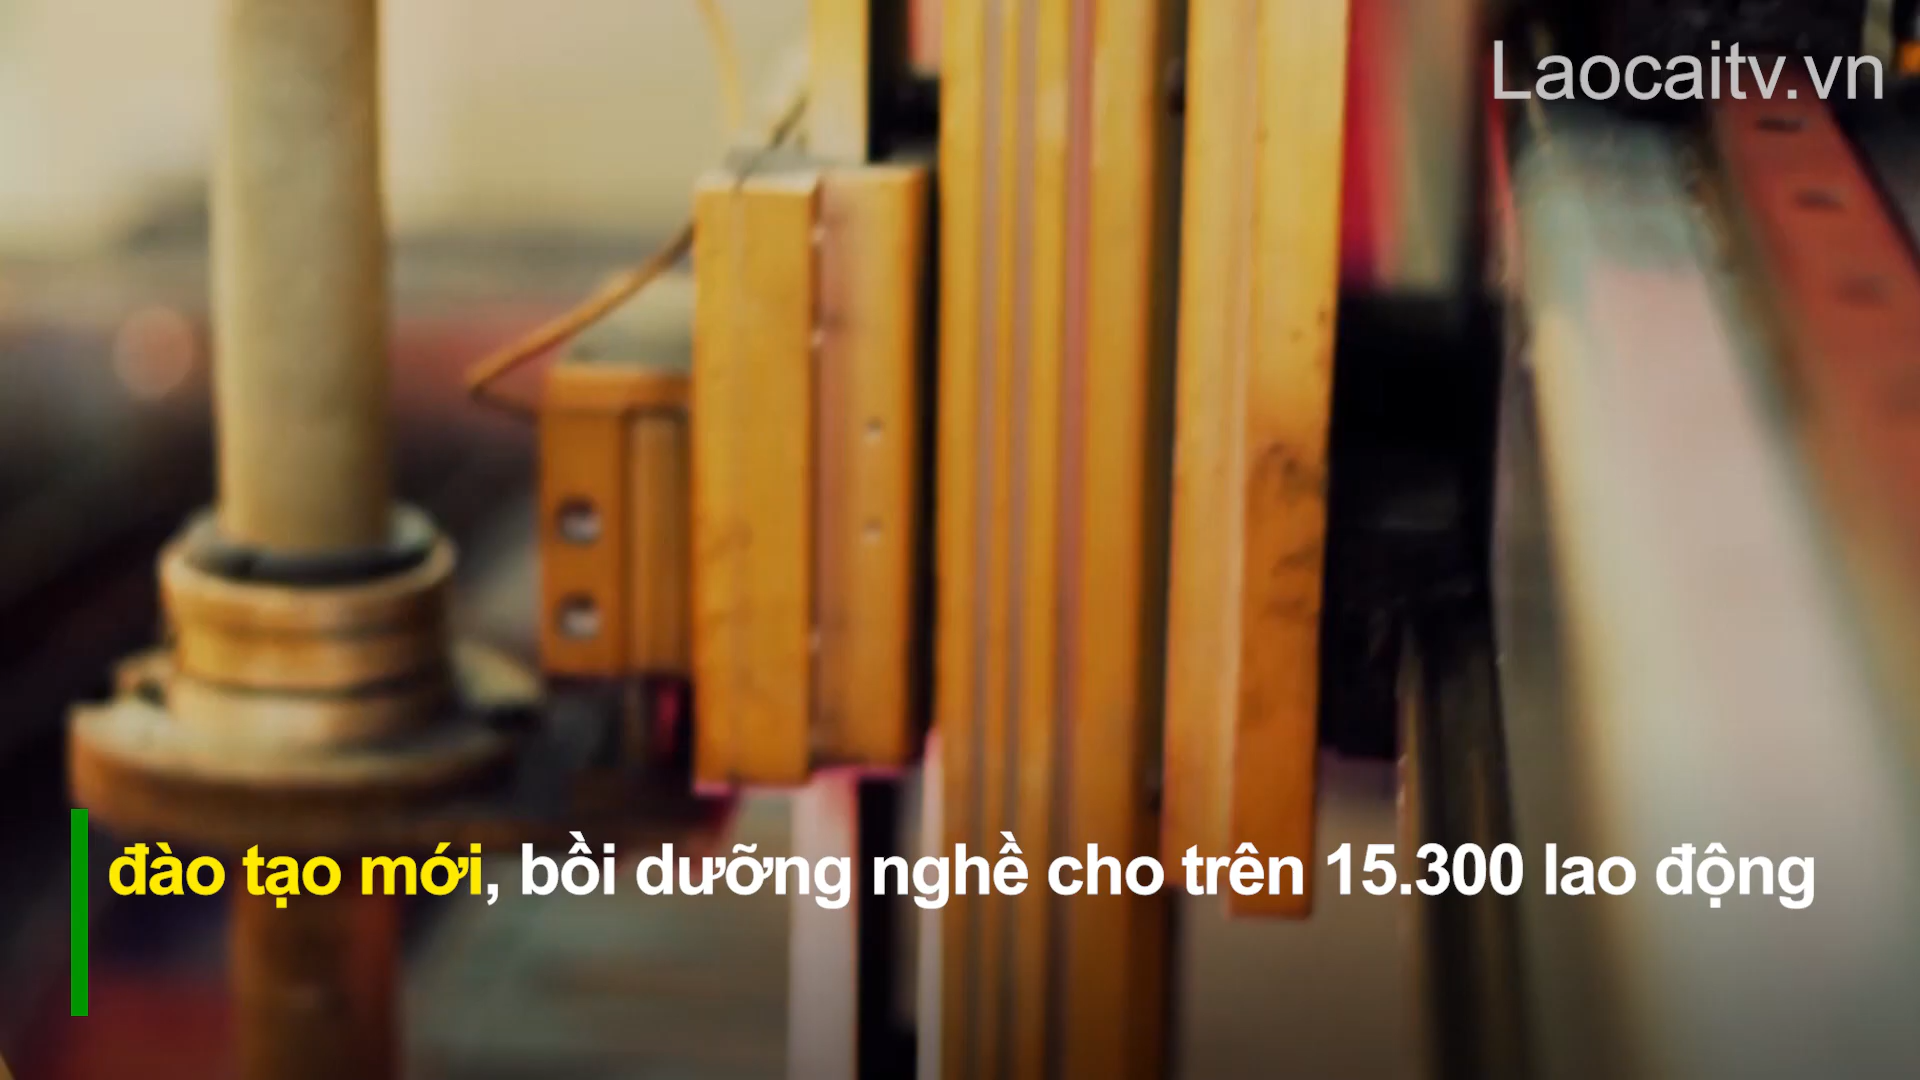 Laocaitv.vn
đào tạo mới, bồi dưỡng nghề cho trên 15.300 lao động